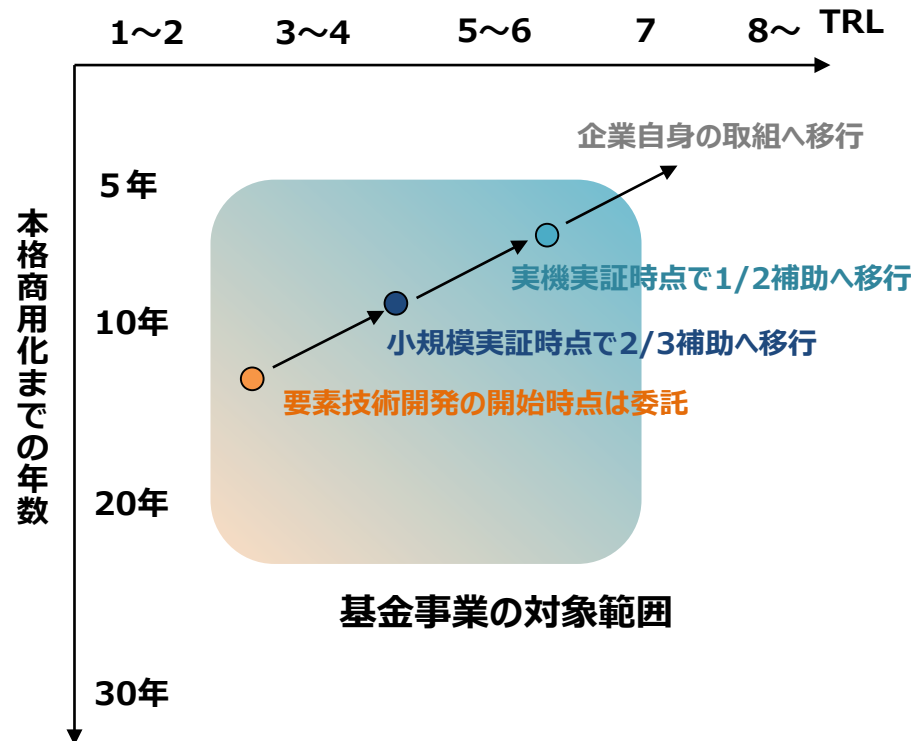 1～2 3～4 5～6 7 8～ TRL
企業自身の取組へ移行
５年
実機実証時点で1/2補助へ移行
10年
小規模実証時点で2/3補助へ移行
要素技術開発の開始時点は委託
20年
基金事業の対象範囲
30年
本格商用化までの年数